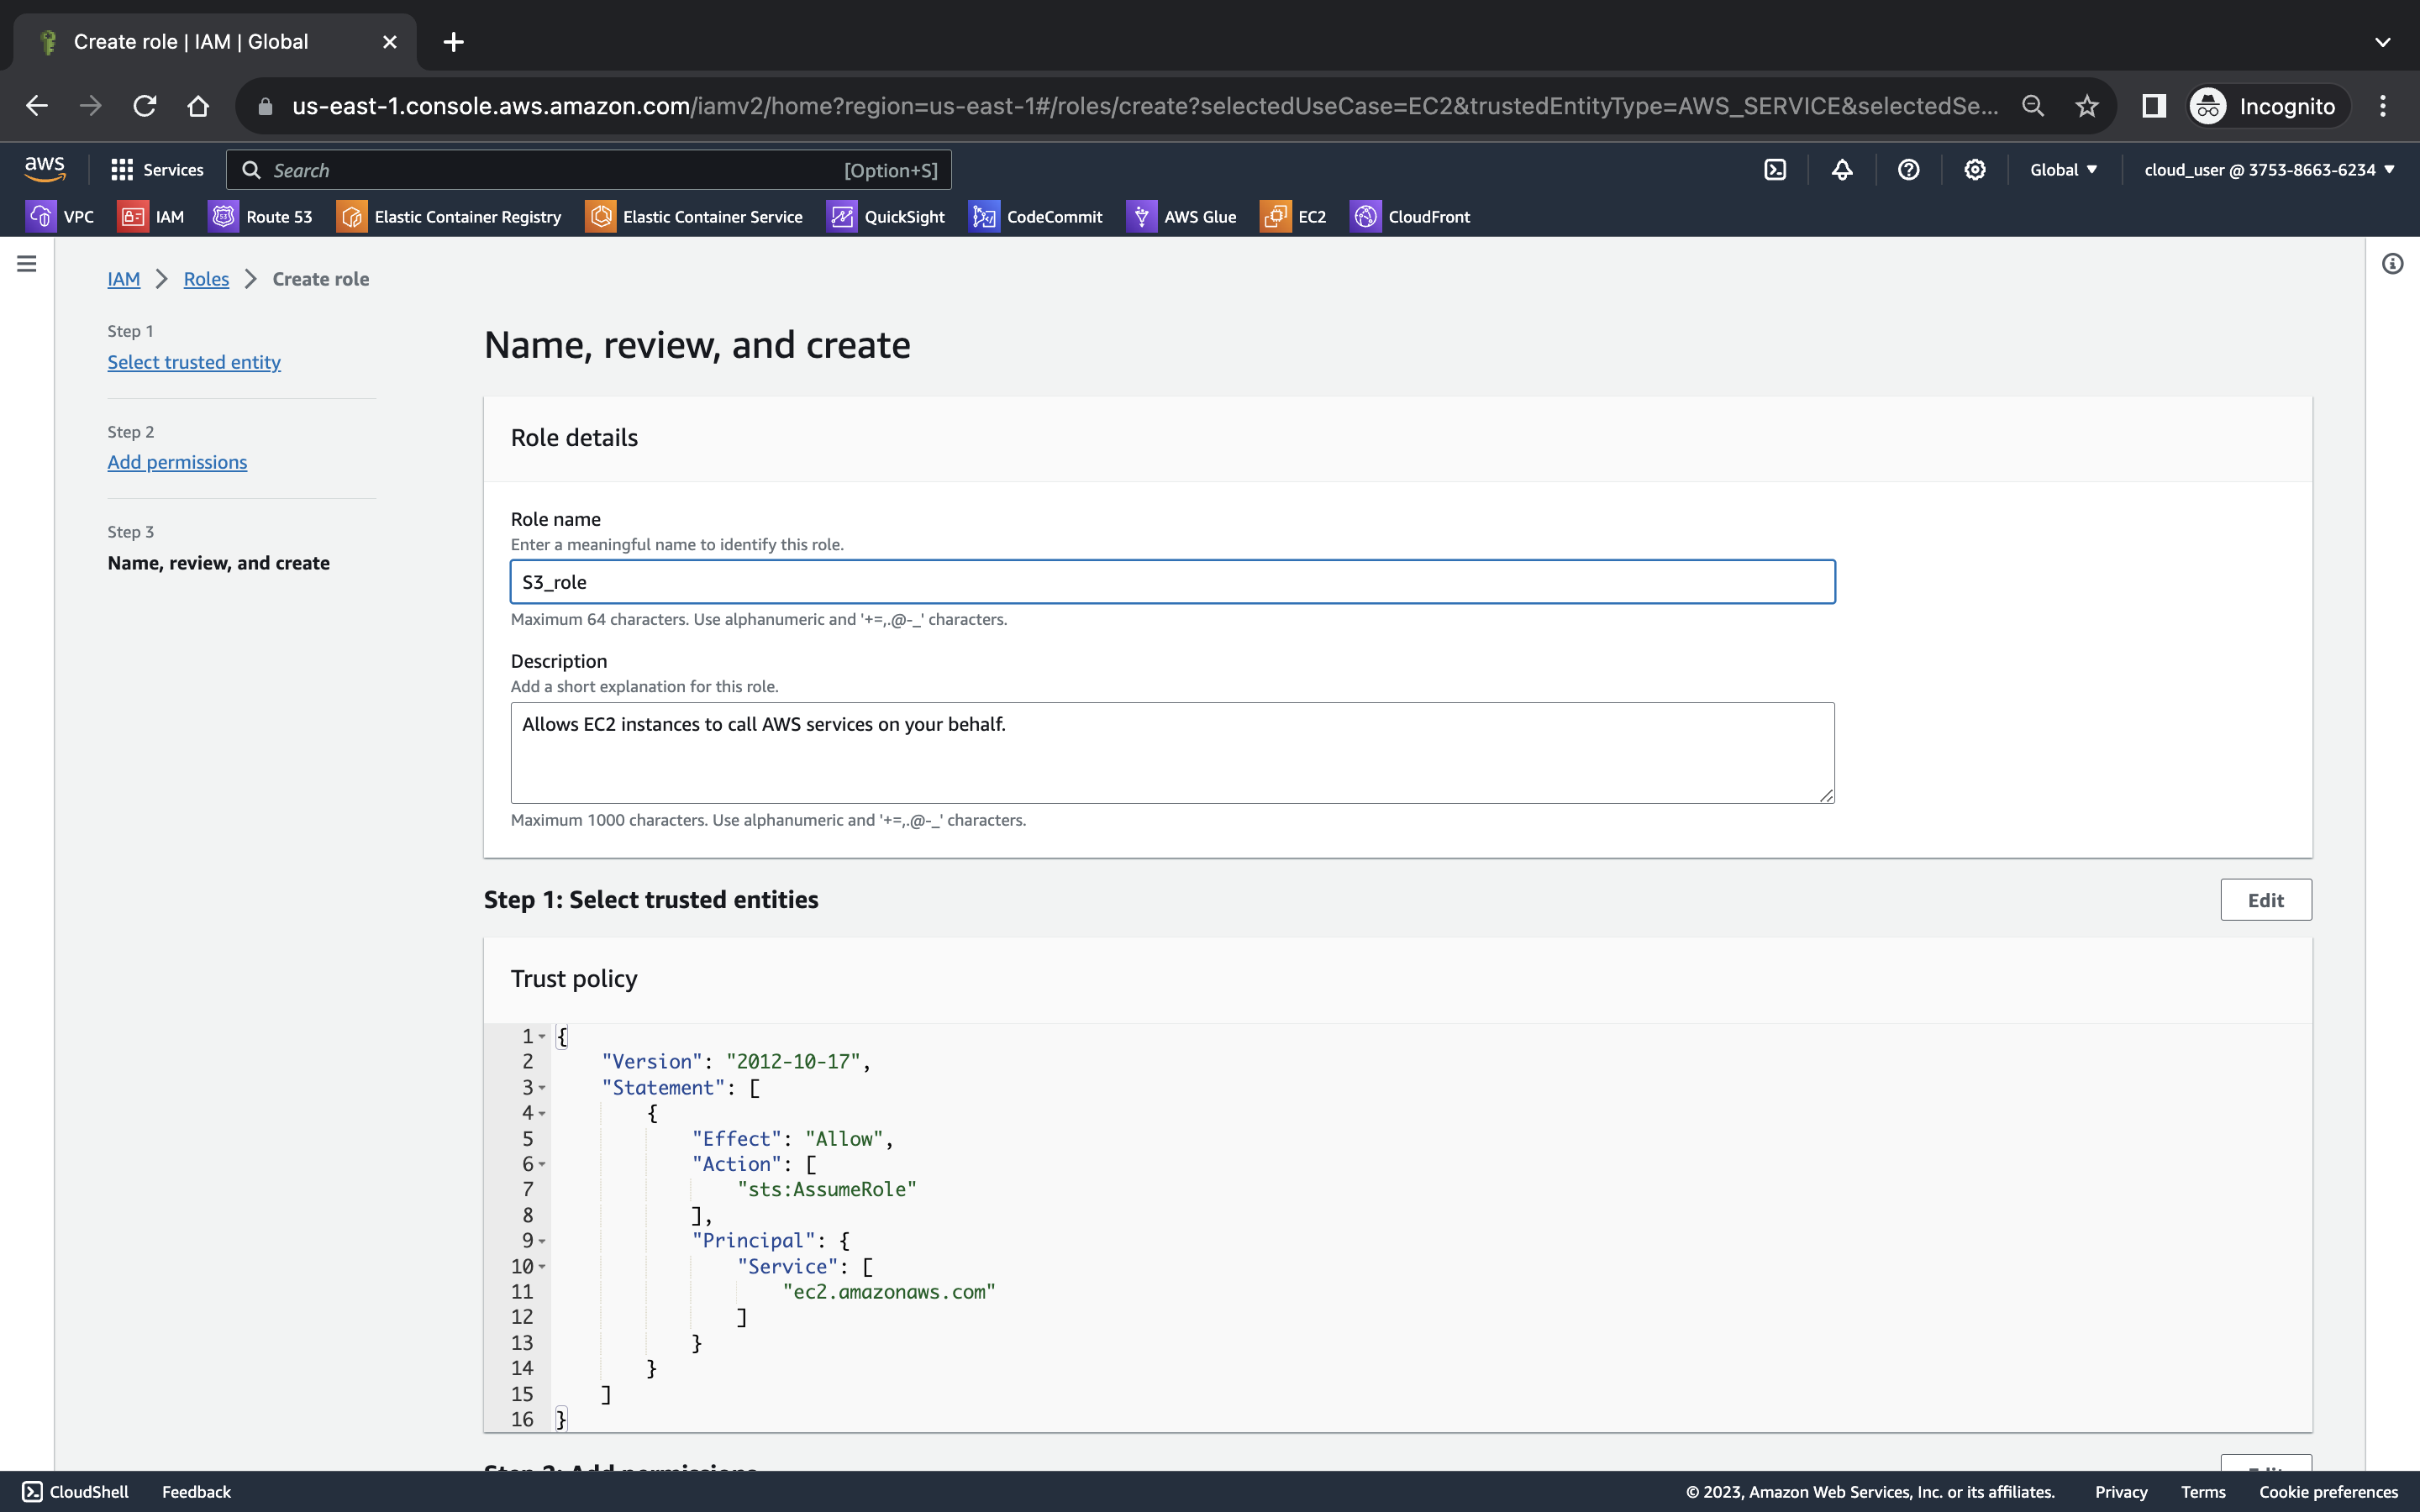 Create role | IAM | Global
us-east-1.console.aws.amazon.com/iamv2/home?region=us-east-1#/roles/create?selectedUseCase=EC2&trustedEntityType=AWS_SERVICE&selectedSe...
Incognito
aws
Services
Search
[Option+S]
Global
cloud_user @ 3753-8663-6234
VPC
IAM
Route 53
Elastic Container Registry
Elastic Container Service
QuickSight
CodeCommit
AWS Glue
EC2
CloudFront
IAM
Roles
Create role
Step 1
Select trusted entity
Step 2
Add permissions
Step 3
Name, review, and create
Name, review, and create
Role details
Role name
Enter a meaningful name to identify this role.
S3_role
Maximum 64 characters. Use alphanumeric and '+=,.@-_' characters.
Description
Add a short explanation for this role.
Allows EC2 instances to call AWS services on your behalf.
Maximum 1000 characters. Use alphanumeric and '+=,.@-_' characters.
Step 1: Select trusted entities
Edit
Trust policy
1 {
2 "Version": "2012-10-17",
3 "Statement": [
4 {
5 "Effect": "Allow",
6 "Action": [
7 "sts:AssumeRole"
8 ],
9 "Principal": {
10 "Service": [
11 "ec2.amazonaws.com"
12 ]
13 }
14 }
15 ]
16 }
Step 2: Add permissions
Edit
CloudShell
Feedback
© 2023, Amazon Web Services, Inc. or its affiliates.
Privacy
Terms
Cookie preferences